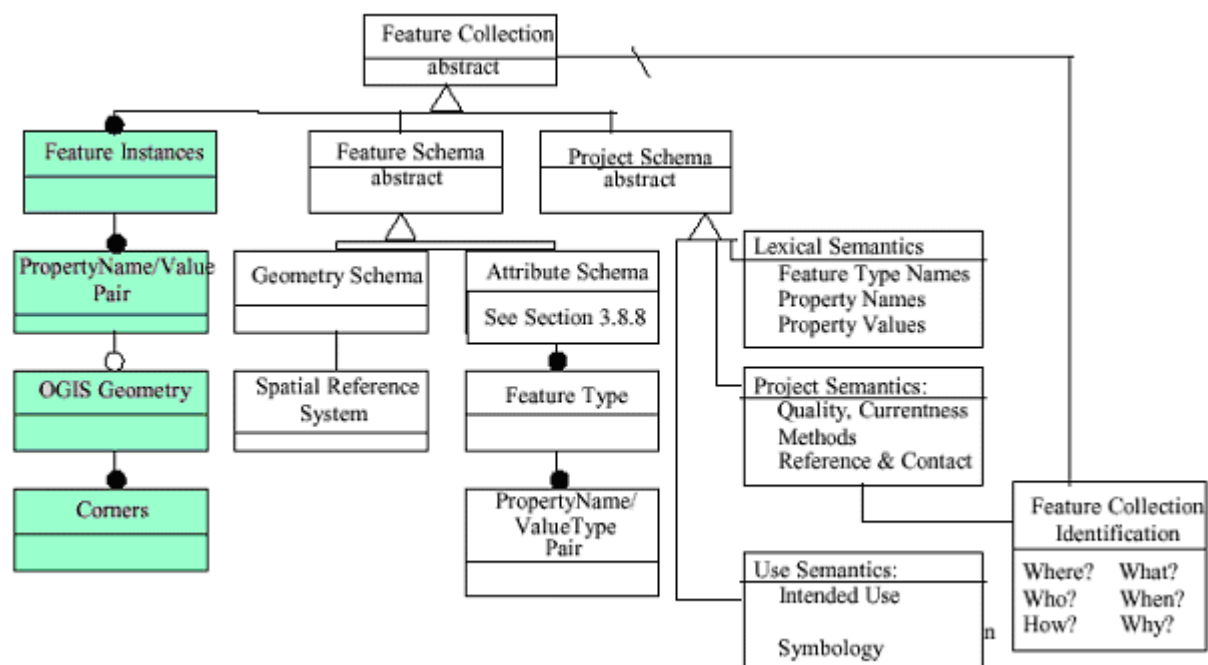 Feature Collection
abstract
Feature Instances
Feature Schema
abstract
Project Schema
abstract
PropertyName/Value
Pair
Geometry Schema
Attribute Schema
See Section 3.8.8
Lexical Semantics
Feature Type Names
Property Names
Property Values
OGIS Geometry
Spatial Reference
System
Feature Type
Project Semantics:
Quality, Currentness
Methods
Reference & Contact
Corners
PropertyName/
ValueType
Pair
Feature Collection
Identification
Where? What?
Who? When?
How? Why?
Use Semantics:
Intended Use
n
Symbology